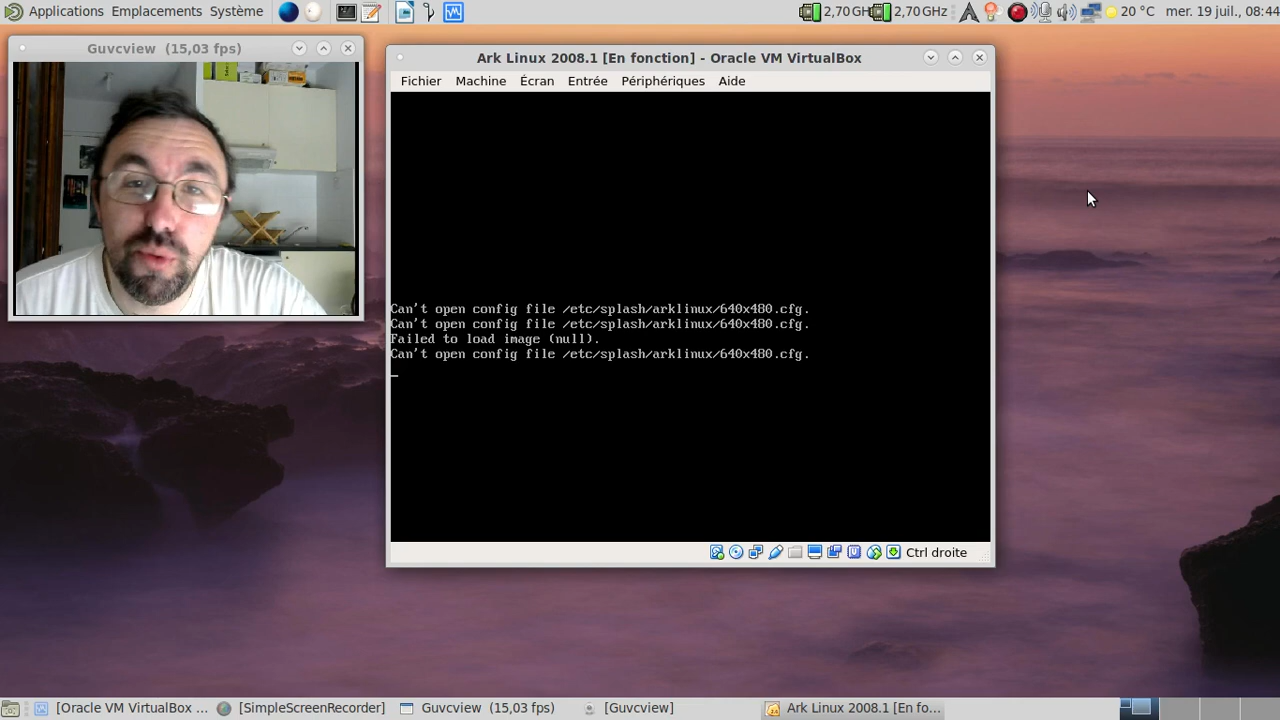 Applications Emplacements Système
2,70GH 2,70 GHz 20 °C mer. 19 juil., 08:44
Guvcview (15,03 fps)
Ark Linux 2008.1 [En fonction] - Oracle VM VirtualBox
Fichier Machine Écran Entrée Périphériques Aide
Can't open config file /etc/splash/arklinux/640x480.cfg.
Can't open config file /etc/splash/arklinux/640x480.cfg.
Failed to load image (null).
Can't open config file /etc/splash/arklinux/640x480.cfg.
Ctrl droite
[Oracle VM VirtualBox ... [SimpleScreenRecorder] Guvcview (15,03 fps) [Guvcview] Ark Linux 2008.1 [En fo...